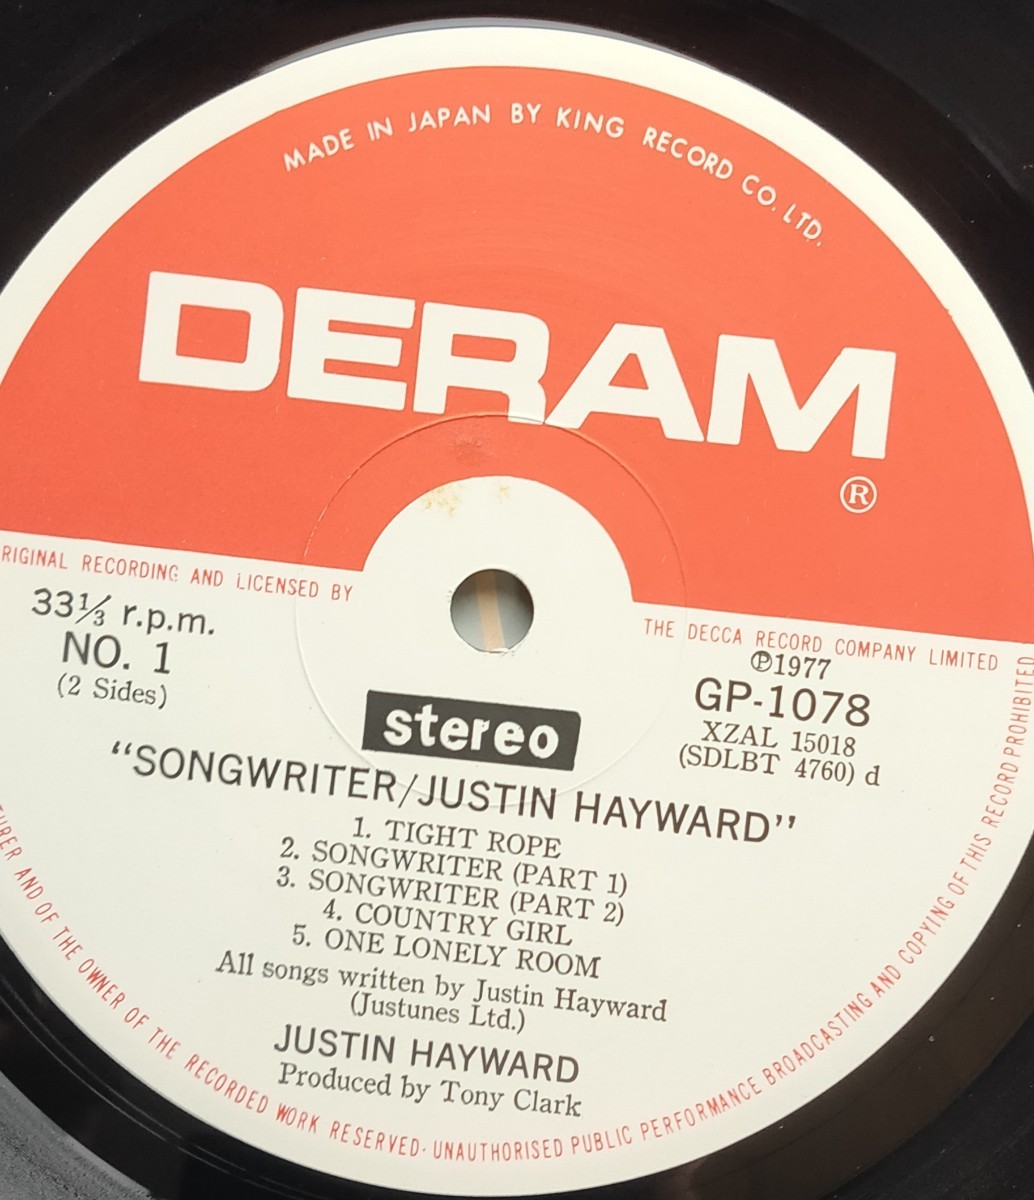 MADE IN JAPAN BY KING RECORD CO. LTD.
DERAM
®
RIGINAL RECORDING AND LICENSED BY
THE DECCA RECORD COMPANY LIMITED
33⅓ r.p.m.
NO. 1
(2 Sides)
℗1977
GP-1078
XZAL 15018
(SDLBT 4760) d
stereo
"SONGWRITER/JUSTIN HAYWARD"
1. TIGHT ROPE
2. SONGWRITER (PART 1)
3. SONGWRITER (PART 2)
4. COUNTRY GIRL
5. ONE LONELY ROOM
All songs written by Justin Hayward
(Justunes Ltd.)
JUSTIN HAYWARD
Produced by Tony Clark
TURER AND OF THE OWNER OF THE RECORDED WORK RESERVED. UNAUTHORISED PUBLIC PERFORMANCE BROADCASTING AND COPYING OF THIS RECORD PROHIBITED